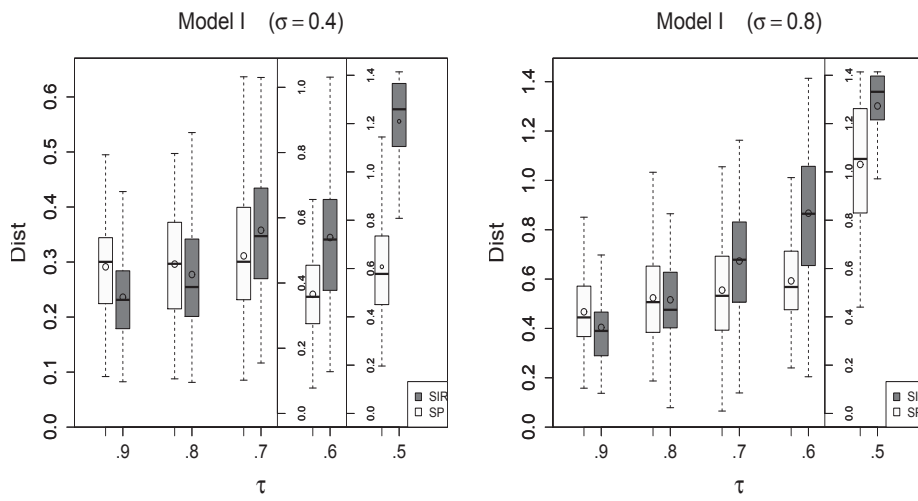 Model I (σ = 0.4)
Dist
0.0 0.1 0.2 0.3 0.4 0.5 0.6
0.0 0.2 0.4 0.6 0.8 1.0
0.0 0.2 0.4 0.6 0.8 1.0 1.2 1.4
SIR
SP
.9 .8 .7 .6 .5
τ
Model I (σ = 0.8)
Dist
0.0 0.2 0.4 0.6 0.8 1.0 1.2 1.4
0.0 0.2 0.4 0.6 0.8 1.0 1.2 1.4
SI
SF
.9 .8 .7 .6 .5
τ